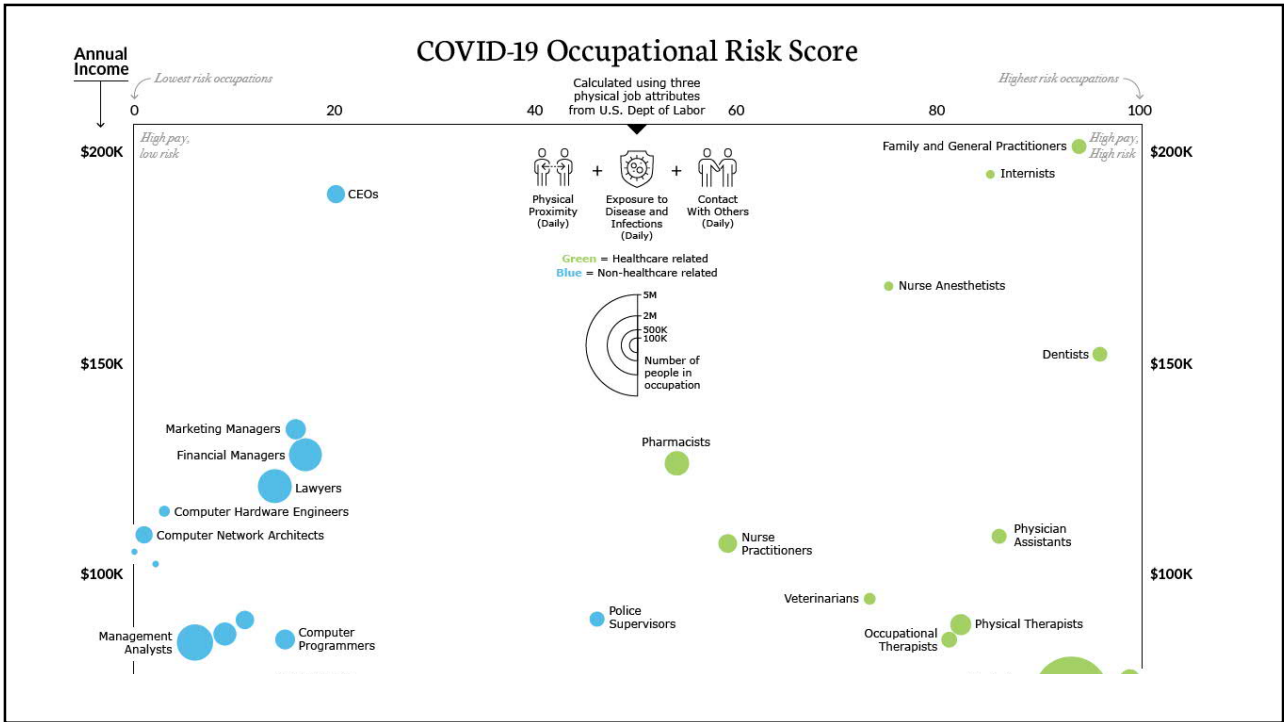 COVID-19 Occupational Risk Score
Annual
Income
Lowest risk occupations
Calculated using three
physical job attributes
from U.S. Dept of Labor
Highest risk occupations
0
20
40
60
80
100
High pay,
low risk
High pay,
High risk
$200K
$200K
Family and General Practitioners
Internists
CEOs
+
+
Physical
Proximity
(Daily)
Exposure to
Disease and
Infections
(Daily)
Contact
With Others
(Daily)
Green = Healthcare related
Blue = Non-healthcare related
Nurse Anesthetists
5M
2M
500K
100K
Number of
people in
occupation
$150K
$150K
Dentists
Marketing Managers
Financial Managers
Pharmacists
Lawyers
Computer Hardware Engineers
Computer Network Architects
Nurse
Practitioners
Physician
Assistants
$100K
$100K
Veterinarians
Police
Supervisors
Physical Therapists
Management
Analysts
Computer
Programmers
Occupational
Therapists